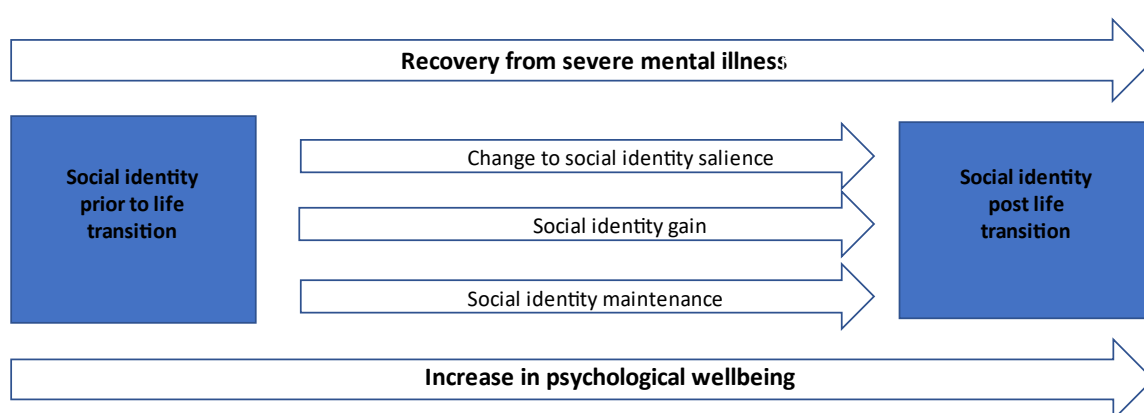 Recovery from severe mental illness
Social identity
prior to life
transition
Change to social identity salience
Social identity gain
Social identity maintenance
Social identity
post life
transition
Increase in psychological wellbeing